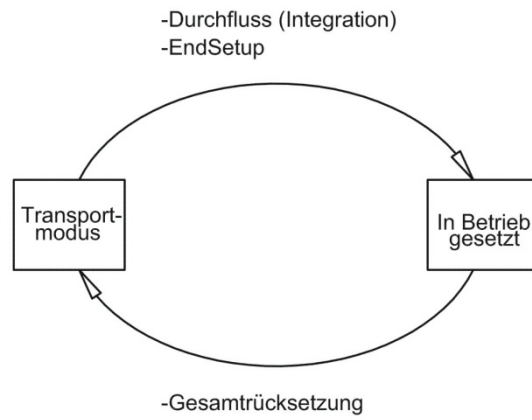 -Durchfluss (Integration)
-EndSetup
Transport-
modus
In Betrieb
gesetzt
-Gesamtrücksetzung